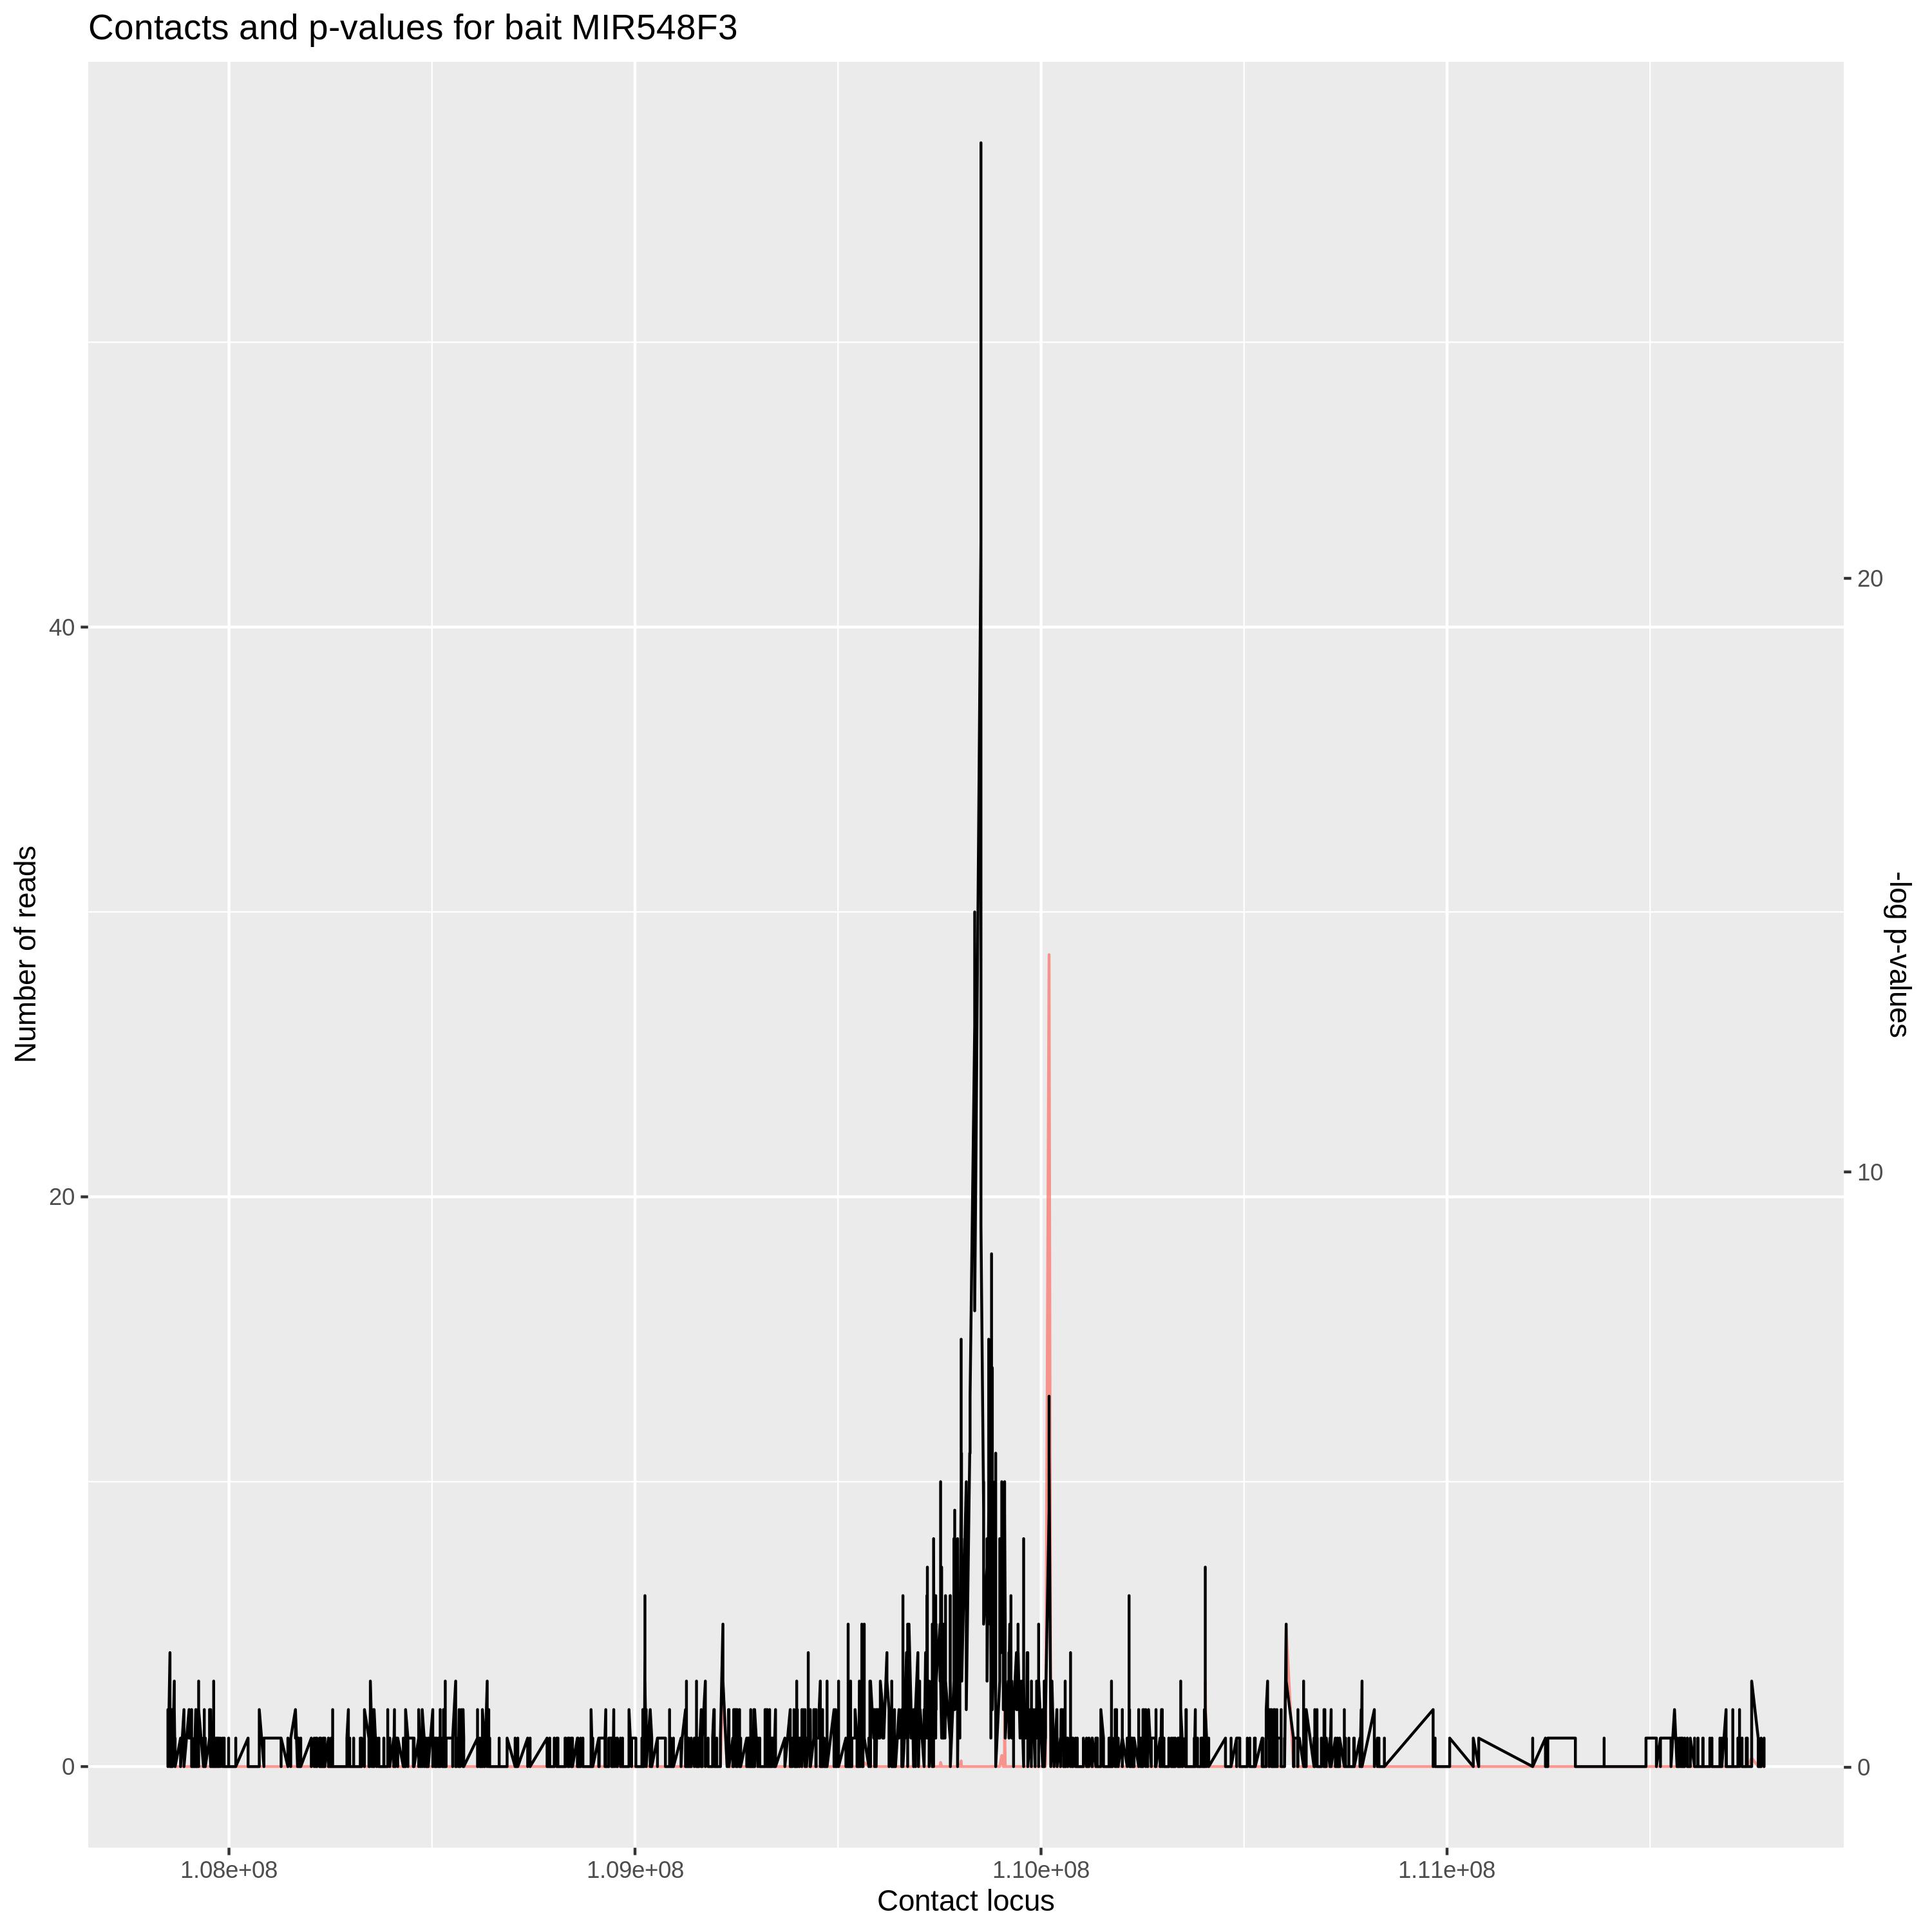 Contacts and p-values for bait MIR548F3
Number of reads
40
20
0
20
10
0
-log p-values
1.08e+08 1.09e+08 1.10e+08 1.11e+08
Contact locus